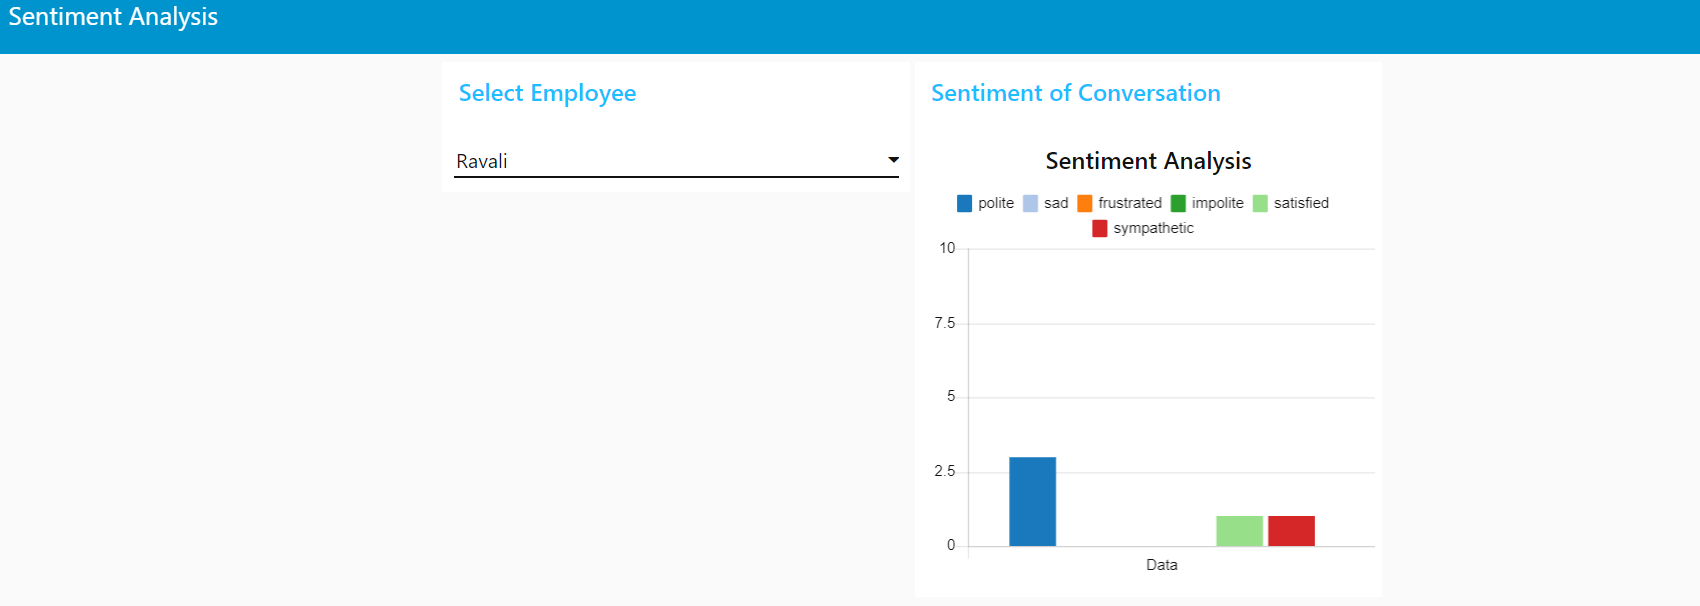 Sentiment Analysis
Select Employee
Ravali
Sentiment of Conversation
Sentiment Analysis
polite sad frustrated impolite satisfied
sympathetic
10
7.5
5
2.5
0
Data